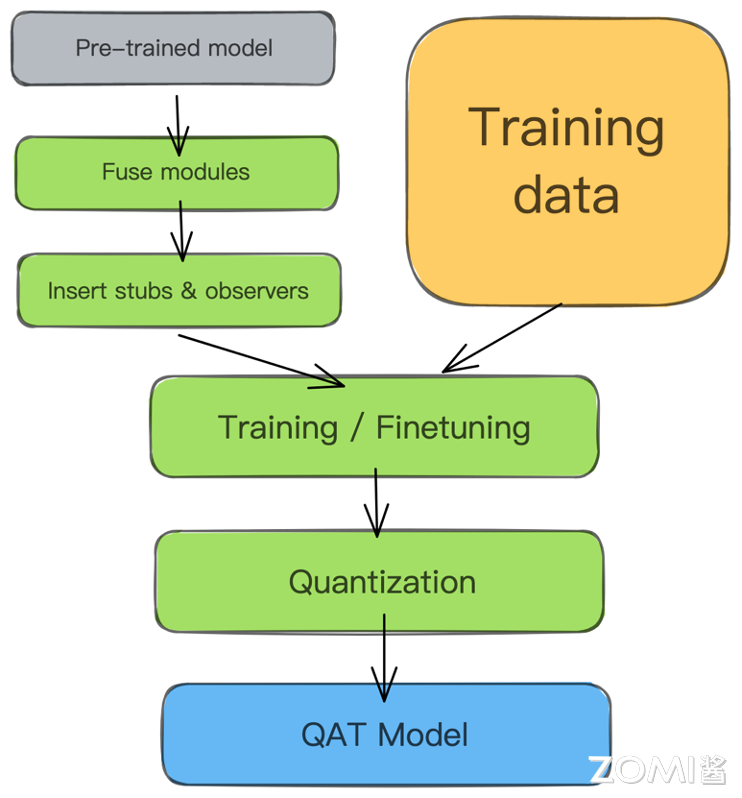 Pre-trained model
Training
data
Fuse modules
Insert stubs & observers
Training / Finetuning
Quantization
QAT Model
ZOMI酱